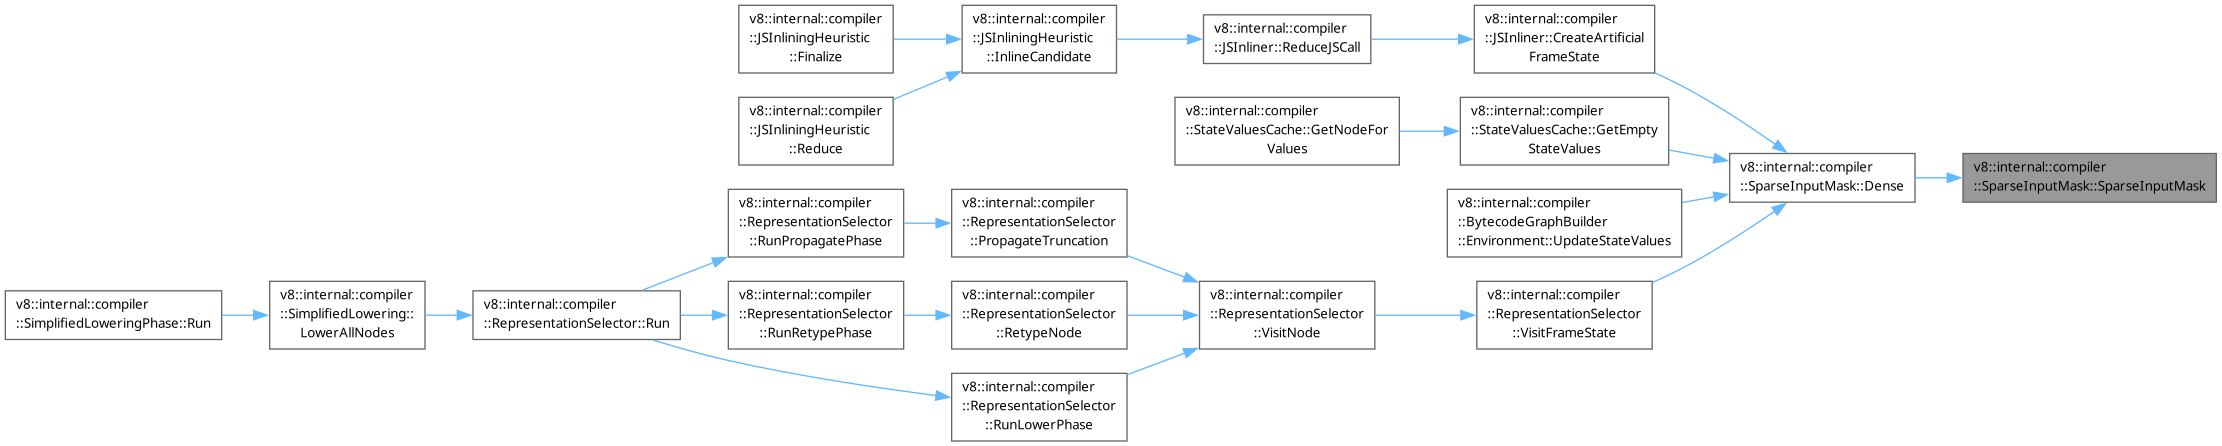 v8::internal::compiler
::JSInliningHeuristic
::Finalize
v8::internal::compiler
::JSInliningHeuristic
::InlineCandidate
v8::internal::compiler
::JSInliner::ReduceJSCall
v8::internal::compiler
::JSInliner::CreateArtificial
FrameState
v8::internal::compiler
::JSInliningHeuristic
::Reduce
v8::internal::compiler
::StateValuesCache::GetNodeFor
Values
v8::internal::compiler
::StateValuesCache::GetEmpty
StateValues
v8::internal::compiler
::SparseInputMask::Dense
v8::internal::compiler
::SparseInputMask::SparseInputMask
v8::internal::compiler
::RepresentationSelector
::RunPropagatePhase
v8::internal::compiler
::RepresentationSelector
::PropagateTruncation
v8::internal::compiler
::BytecodeGraphBuilder
::Environment::UpdateStateValues
v8::internal::compiler
::SimplifiedLoweringPhase::Run
v8::internal::compiler
::SimplifiedLowering::
LowerAllNodes
v8::internal::compiler
::RepresentationSelector::Run
v8::internal::compiler
::RepresentationSelector
::RunRetypePhase
v8::internal::compiler
::RepresentationSelector
::RetypeNode
v8::internal::compiler
::RepresentationSelector
::VisitNode
v8::internal::compiler
::RepresentationSelector
::VisitFrameState
v8::internal::compiler
::RepresentationSelector
::RunLowerPhase